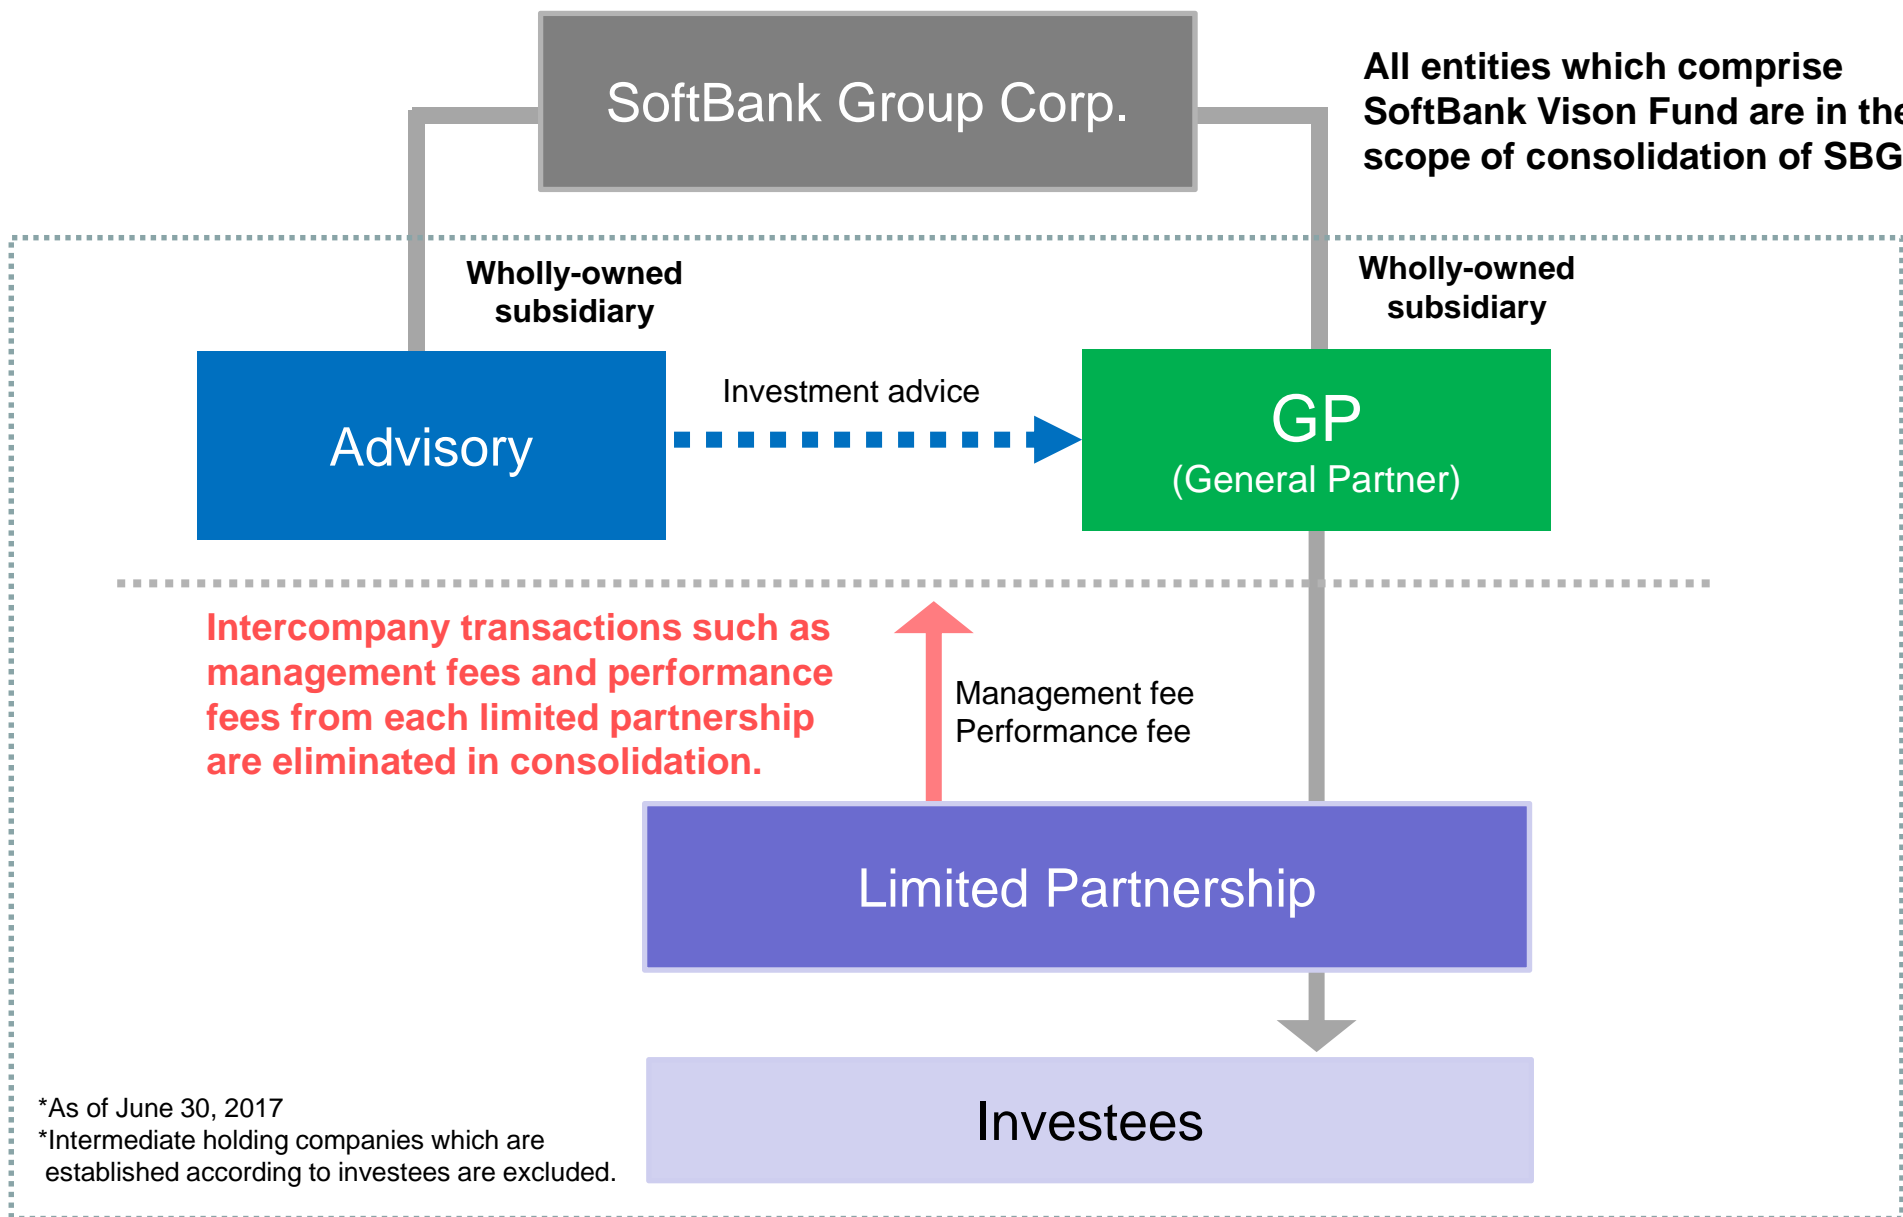 SoftBank Group Corp.
All entities which comprise
SoftBank Vison Fund are in the
scope of consolidation of SBG
Wholly-owned
subsidiary
Wholly-owned
subsidiary
Advisory
Investment advice
GP
(General Partner)
Intercompany transactions such as
management fees and performance
fees from each limited partnership
are eliminated in consolidation.
Management fee
Performance fee
Limited Partnership
Investees
*As of June 30, 2017
*Intermediate holding companies which are
established according to investees are excluded.